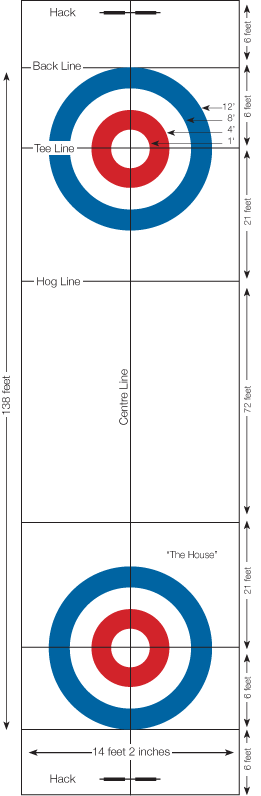 Hack
6 feet
Back Line
12'
8'
4'
1'
6 feet
Tee Line
21 feet
Hog Line
138 feet
Centre Line
72 feet
"The House"
21 feet
6 feet
14 feet 2 inches
Hack
6 feet